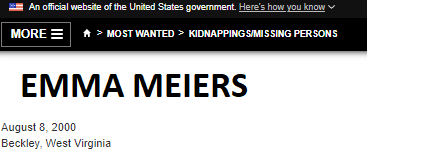 An official website of the United States government. Here's how you know
MORE > MOST WANTED > KIDNAPPINGS/MISSING PERSONS
EMMA MEIERS
August 8, 2000
Beckley, West Virginia